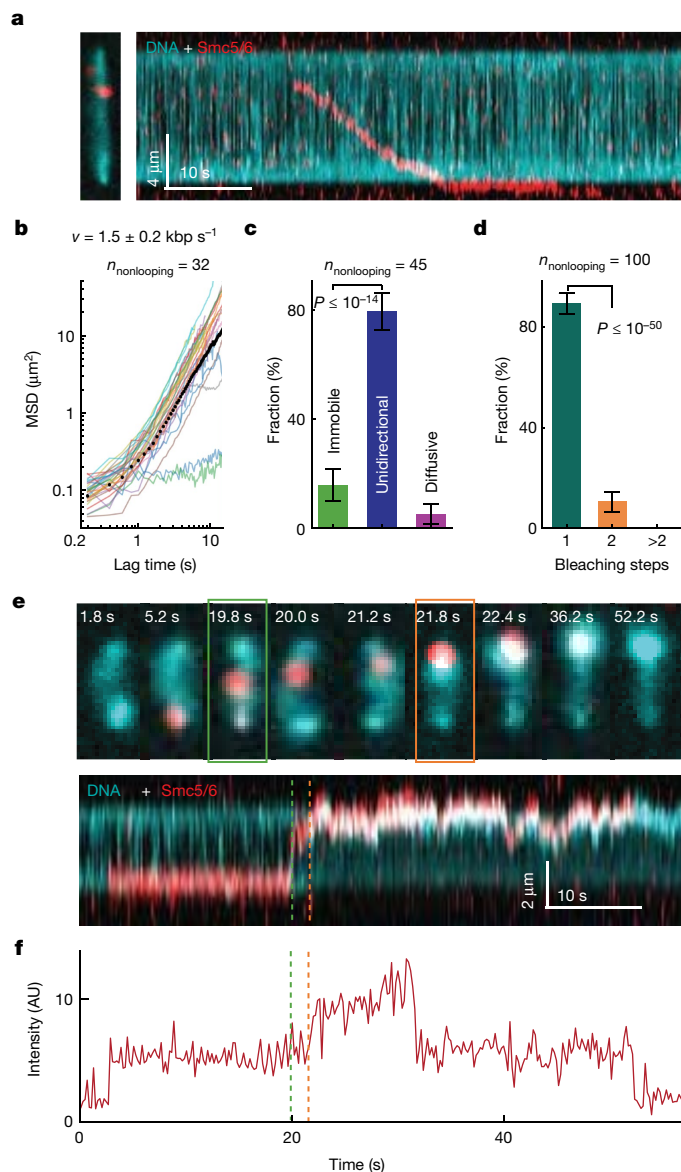 a
DNA + Smc5/6
4 μm
10 s
b
v = 1.5 ± 0.2 kbp s⁻¹
n nonlooping = 32
MSD (μm²)
10
1
0.1
0.2
1
10
Lag time (s)
c
n nonlooping = 45
P ≤ 10⁻¹⁴
Fraction (%)
80
40
0
Immobile
Unidirectional
Diffusive
d
n nonlooping = 100
P ≤ 10⁻⁵⁰
Fraction (%)
80
40
0
1
2
>2
Bleaching steps
e
1.8 s
5.2 s
19.8 s
20.0 s
21.2 s
21.8 s
22.4 s
36.2 s
52.2 s
DNA + Smc5/6
2 μm
10 s
f
Intensity (AU)
10
0
0
20
40
Time (s)